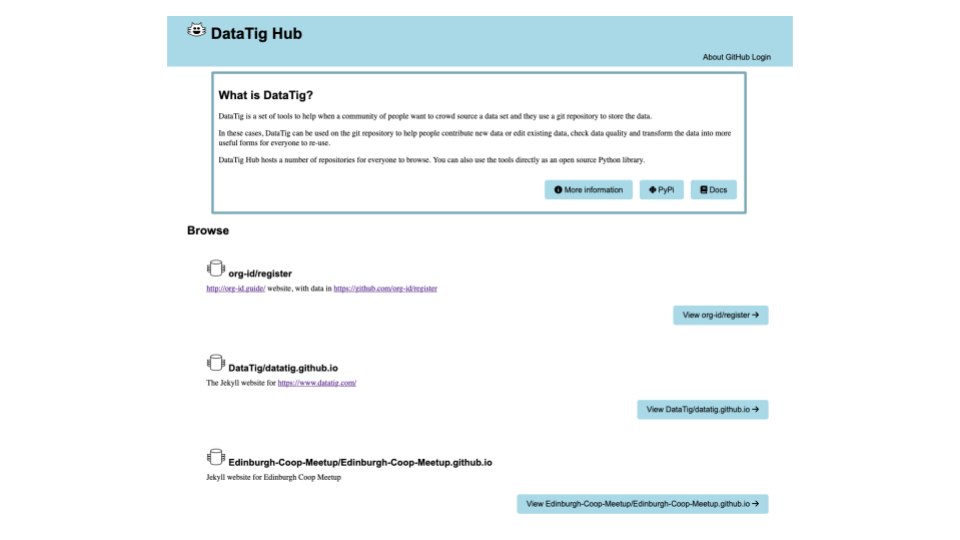 DataTig Hub
About GitHub Login
What is DataTig?
DataTig is a set of tools to help when a community of people want to crowd source a data set and they use a git repository to store the data.
In these cases, DataTig can be used on the git repository to help people contribute new data or edit existing data, check data quality and transform the data into more
useful forms for everyone to re-use.
DataTig Hub hosts a number of repositories for everyone to browse. You can also use the tools directly as an open source Python library.
More information PyPI Docs
Browse
org-id/register
http://org-id.guide/ website, with data in https://github.com/org-id/register
View org-id/register →
DataTig/datatig.github.io
The Jekyll website for https://www.datatig.com/
View DataTig/datatig.github.io →
Edinburgh-Coop-Meetup/Edinburgh-Coop-Meetup.github.io
Jekyll website for Edinburgh Coop Meetup
View Edinburgh-Coop-Meetup/Edinburgh-Coop-Meetup.github.io →